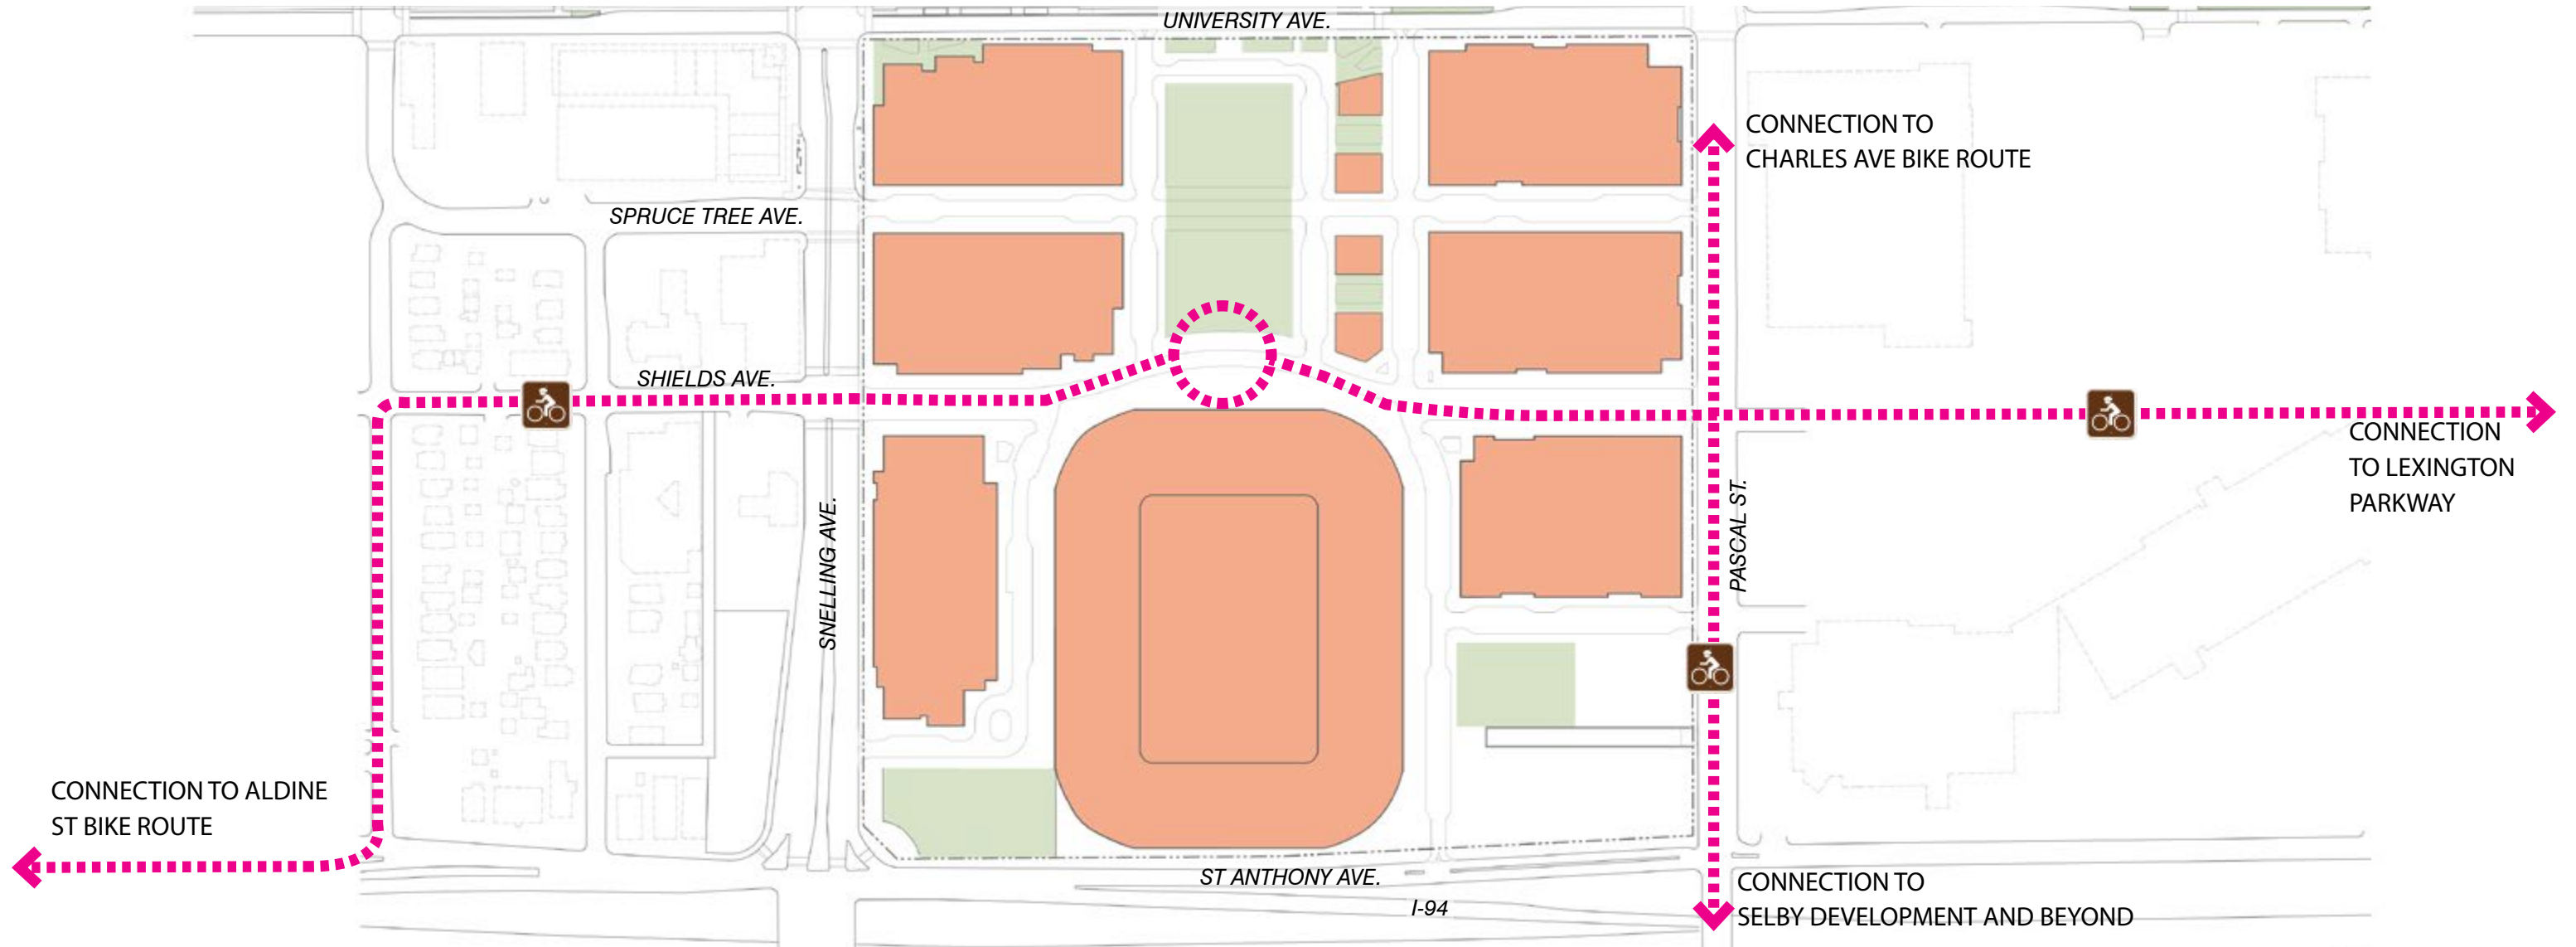 UNIVERSITY AVE.
CONNECTION TO
CHARLES AVE BIKE ROUTE
SPRUCE TREE AVE.
SHIELDS AVE.
CONNECTION
TO LEXINGTON
PARKWAY
SNELLING AVE.
PASCAL ST.
CONNECTION TO ALDINE
ST BIKE ROUTE
ST ANTHONY AVE.
I-94
CONNECTION TO
SELBY DEVELOPMENT AND BEYOND